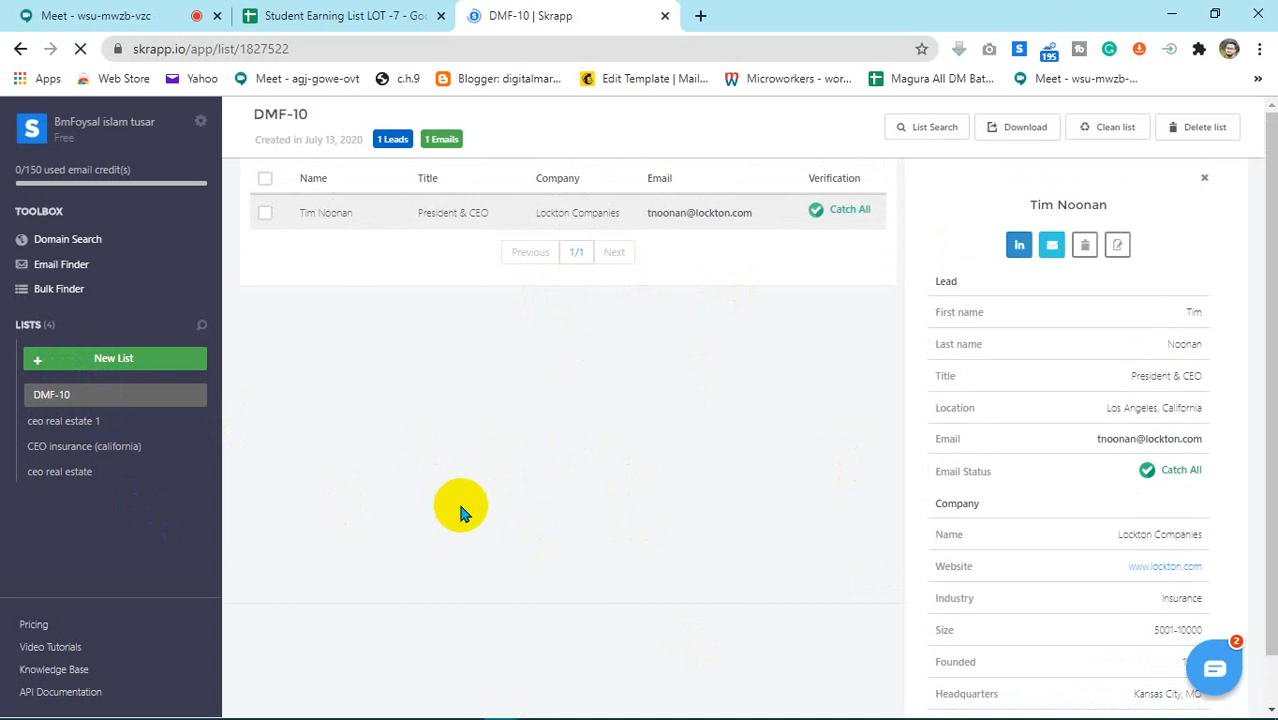 Meet - wsu-mwzb-vzc
Student Earning List LOT -7 - Go
DMF-10 | Skrapp
skrapp.io/app/list/1827522
195
Apps
Web Store
Yahoo
Meet - agj-gowe-ovt
c.h.9
Blogger: digitalmar...
Edit Template | Mail...
Microworkers - wor...
Magura All DM Bat...
Meet - wsu-mwzb-...
»
S
BmFoysal islam tusar
Free
0/150 used email credit(s)
TOOLBOX
Domain Search
Email Finder
Bulk Finder
LISTS (4)
+ New List
DMF-10
ceo real estate 1
CEO insurance (california)
ceo real estate
Pricing
Video Tutorials
Knowledge Base
API Documentation
DMF-10
Created in July 13, 2020 1 Leads 1 Emails
List Search Download Clean list Delete list
Name Title Company Email Verification
Tim Noonan President & CEO Lockton Companies tnoonan@lockton.com Catch All
Previous 1/1 Next
Tim Noonan
in
Lead
First name Tim
Last name Noonan
Title President & CEO
Location Los Angeles, California
Email tnoonan@lockton.com
Email Status Catch All
Company
Name Lockton Companies
Website www.lockton.com
Industry Insurance
Size 5001-10000
Founded
Headquarters Kansas City, MO
2